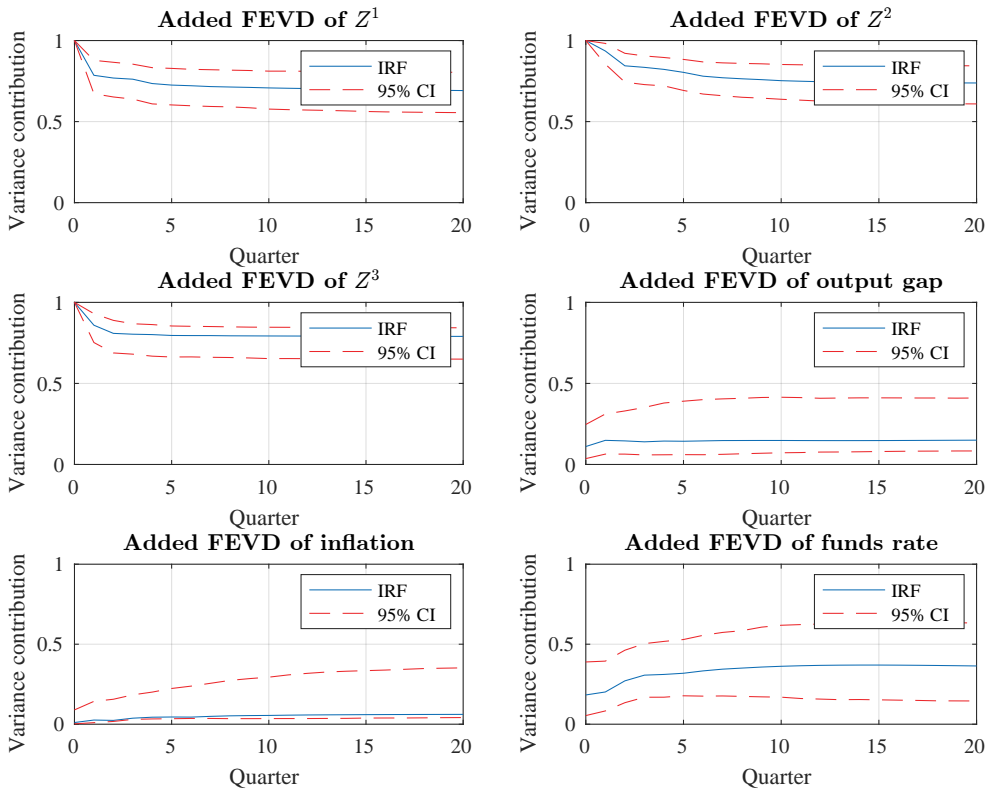 Added FEVD of Z¹
Variance contribution
1
0.5
0
0 5 10 15 20
Quarter
IRF
95% CI
Added FEVD of Z²
Variance contribution
1
0.5
0
0 5 10 15 20
Quarter
IRF
95% CI
Added FEVD of Z³
Variance contribution
1
0.5
0
0 5 10 15 20
Quarter
IRF
95% CI
Added FEVD of output gap
Variance contribution
1
0.5
0
0 5 10 15 20
Quarter
IRF
95% CI
Added FEVD of inflation
Variance contribution
1
0.5
0
0 5 10 15 20
Quarter
IRF
95% CI
Added FEVD of funds rate
Variance contribution
1
0.5
0
0 5 10 15 20
Quarter
IRF
95% CI